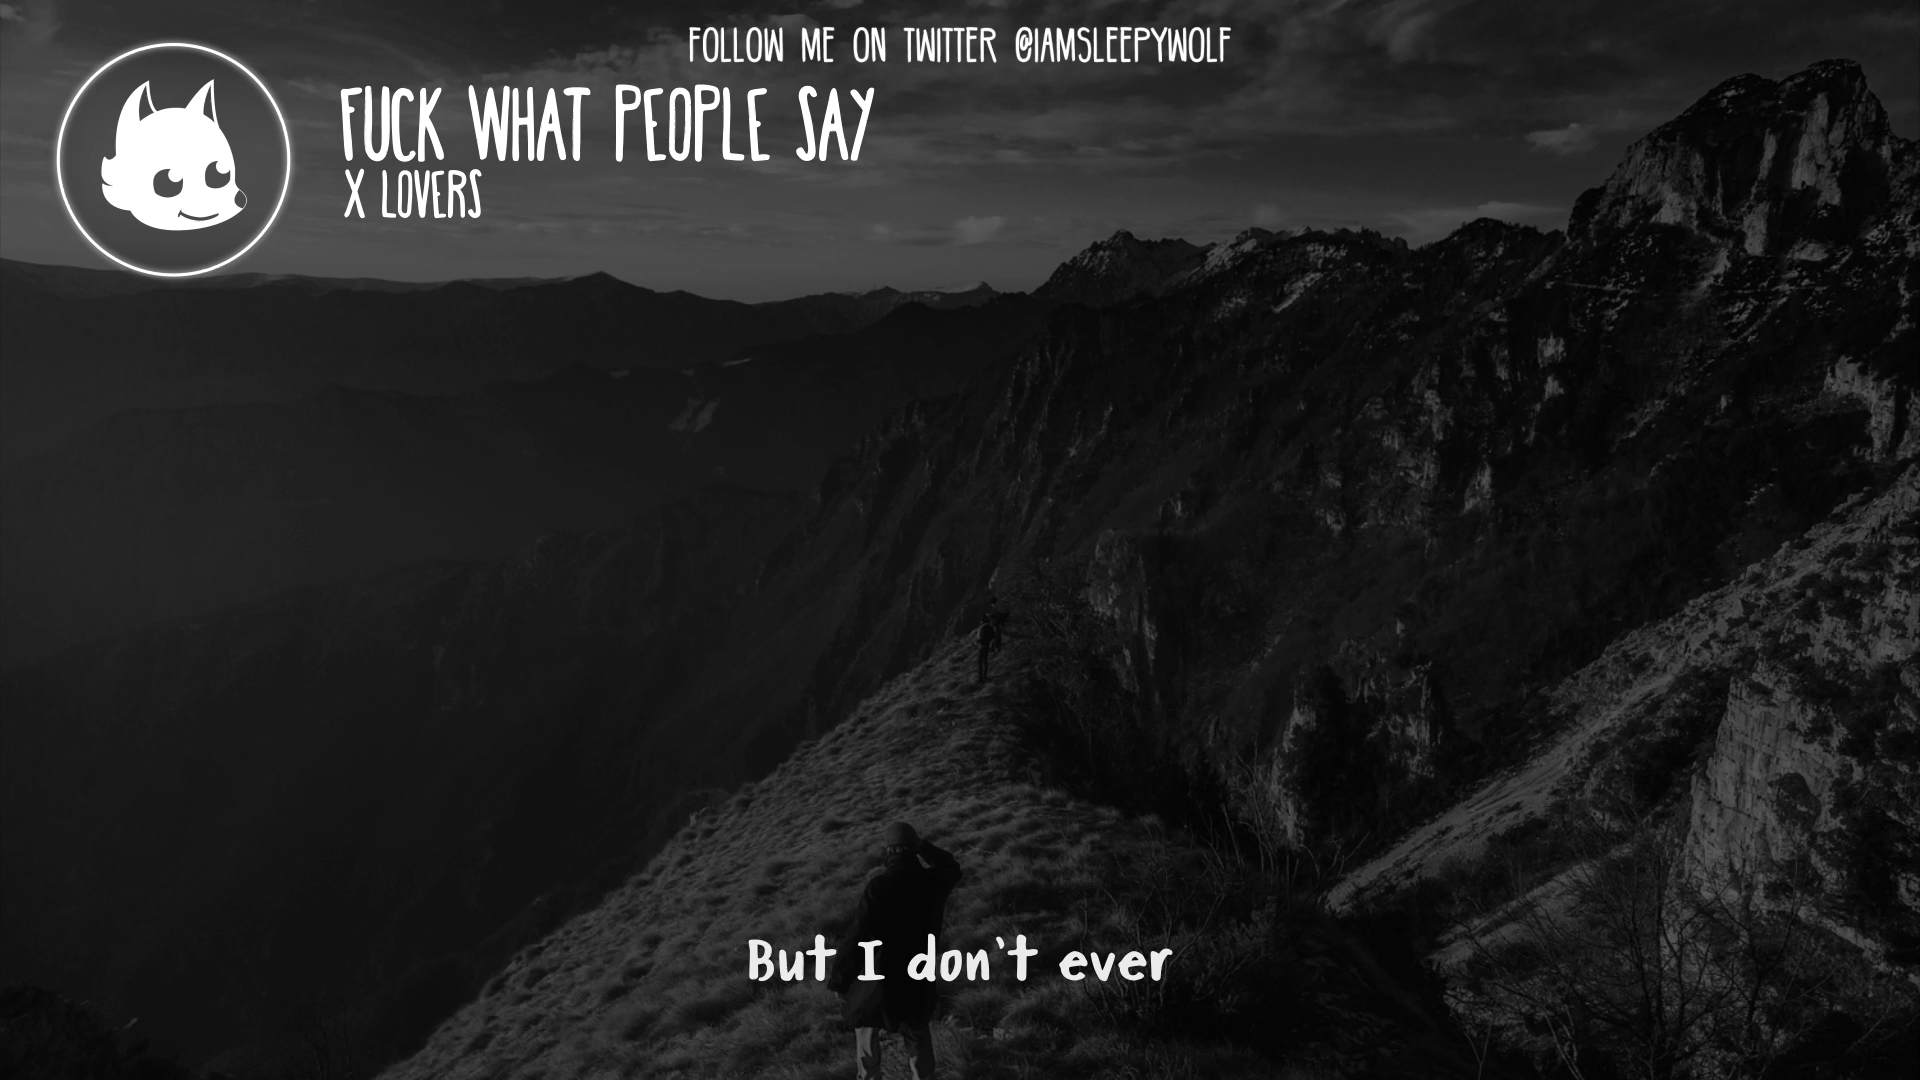 FOLLOW ME ON TWITTER @IAMSLEEPYWOLF
FUCK WHAT PEOPLE SAY
X LOVERS
But I don't ever